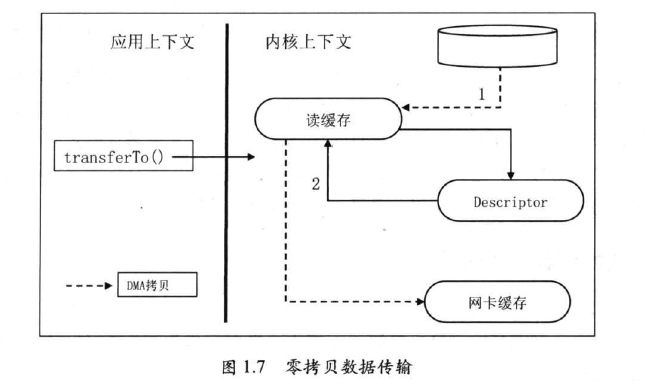 应用上下文
内核上下文
1
读缓存
transferTo()
2
Descriptor
DMA拷贝
网卡缓存
图 1.7 零拷贝数据传输